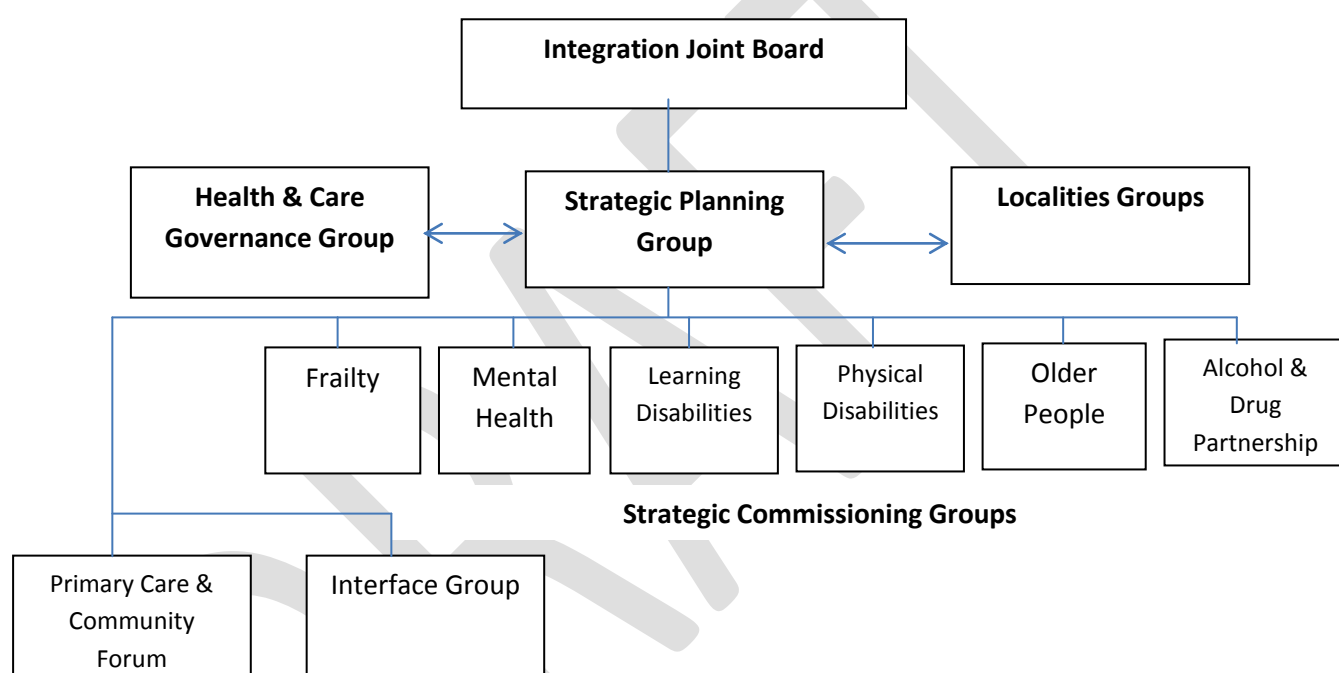 Integration Joint Board
Health & Care
Governance Group
Strategic Planning
Group
Localities Groups
Frailty
Mental
Health
Learning
Disabilities
Physical
Disabilities
Older
People
Alcohol &
Drug
Partnership
Strategic Commissioning Groups
Primary Care &
Community
Forum
Interface Group